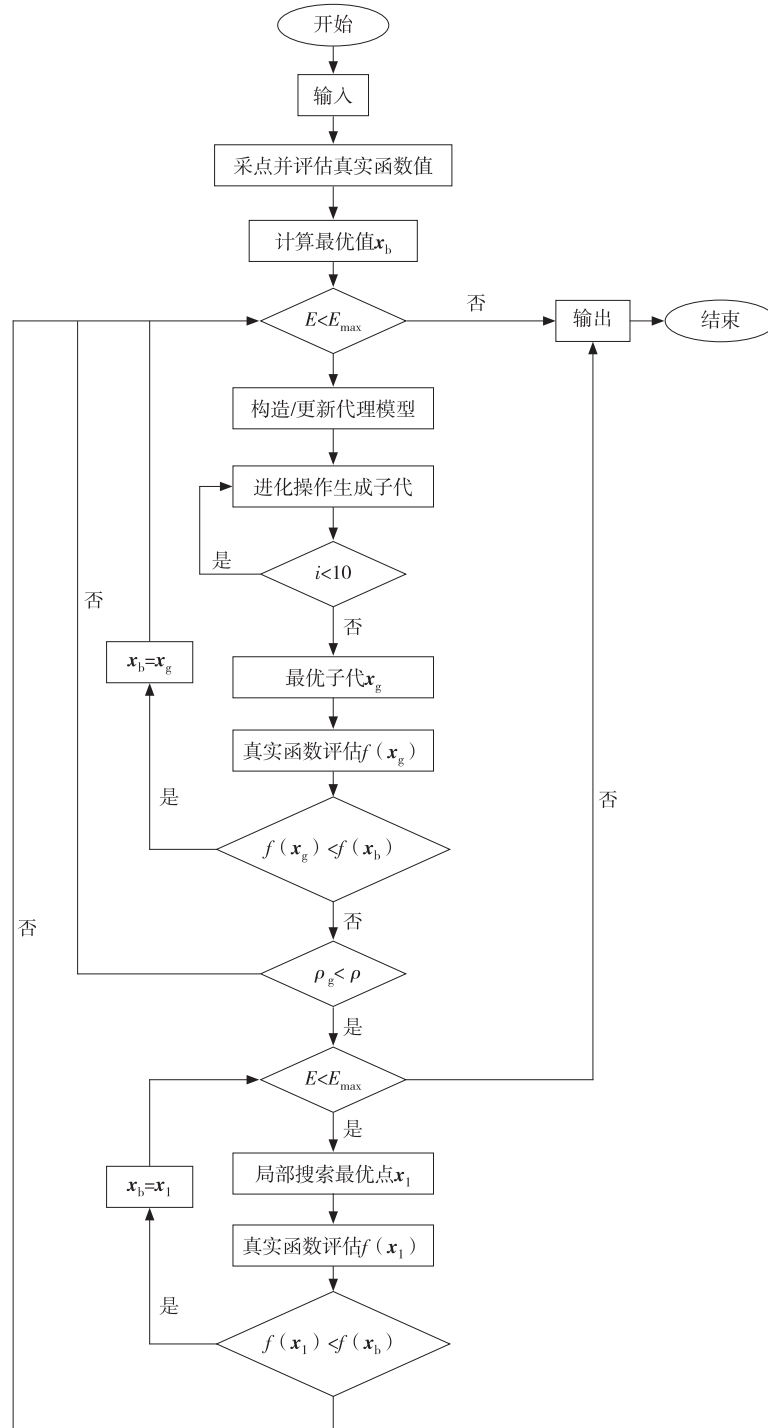 开始
输入
采点并评估真实函数值
计算最优值x_b
E<E_max
否
输出
结束
构造/更新代理模型
进化操作生成子代
是
i<10
否
否
x_b=x_g
最优子代x_g
真实函数评估f（x_g）
是
否
f（x_g）<f（x_b）
否
否
ρ_g<ρ
是
E<E_max
是
x_b=x_1
局部搜索最优点x_1
真实函数评估f（x_1）
是
f（x_1）<f（x_b）